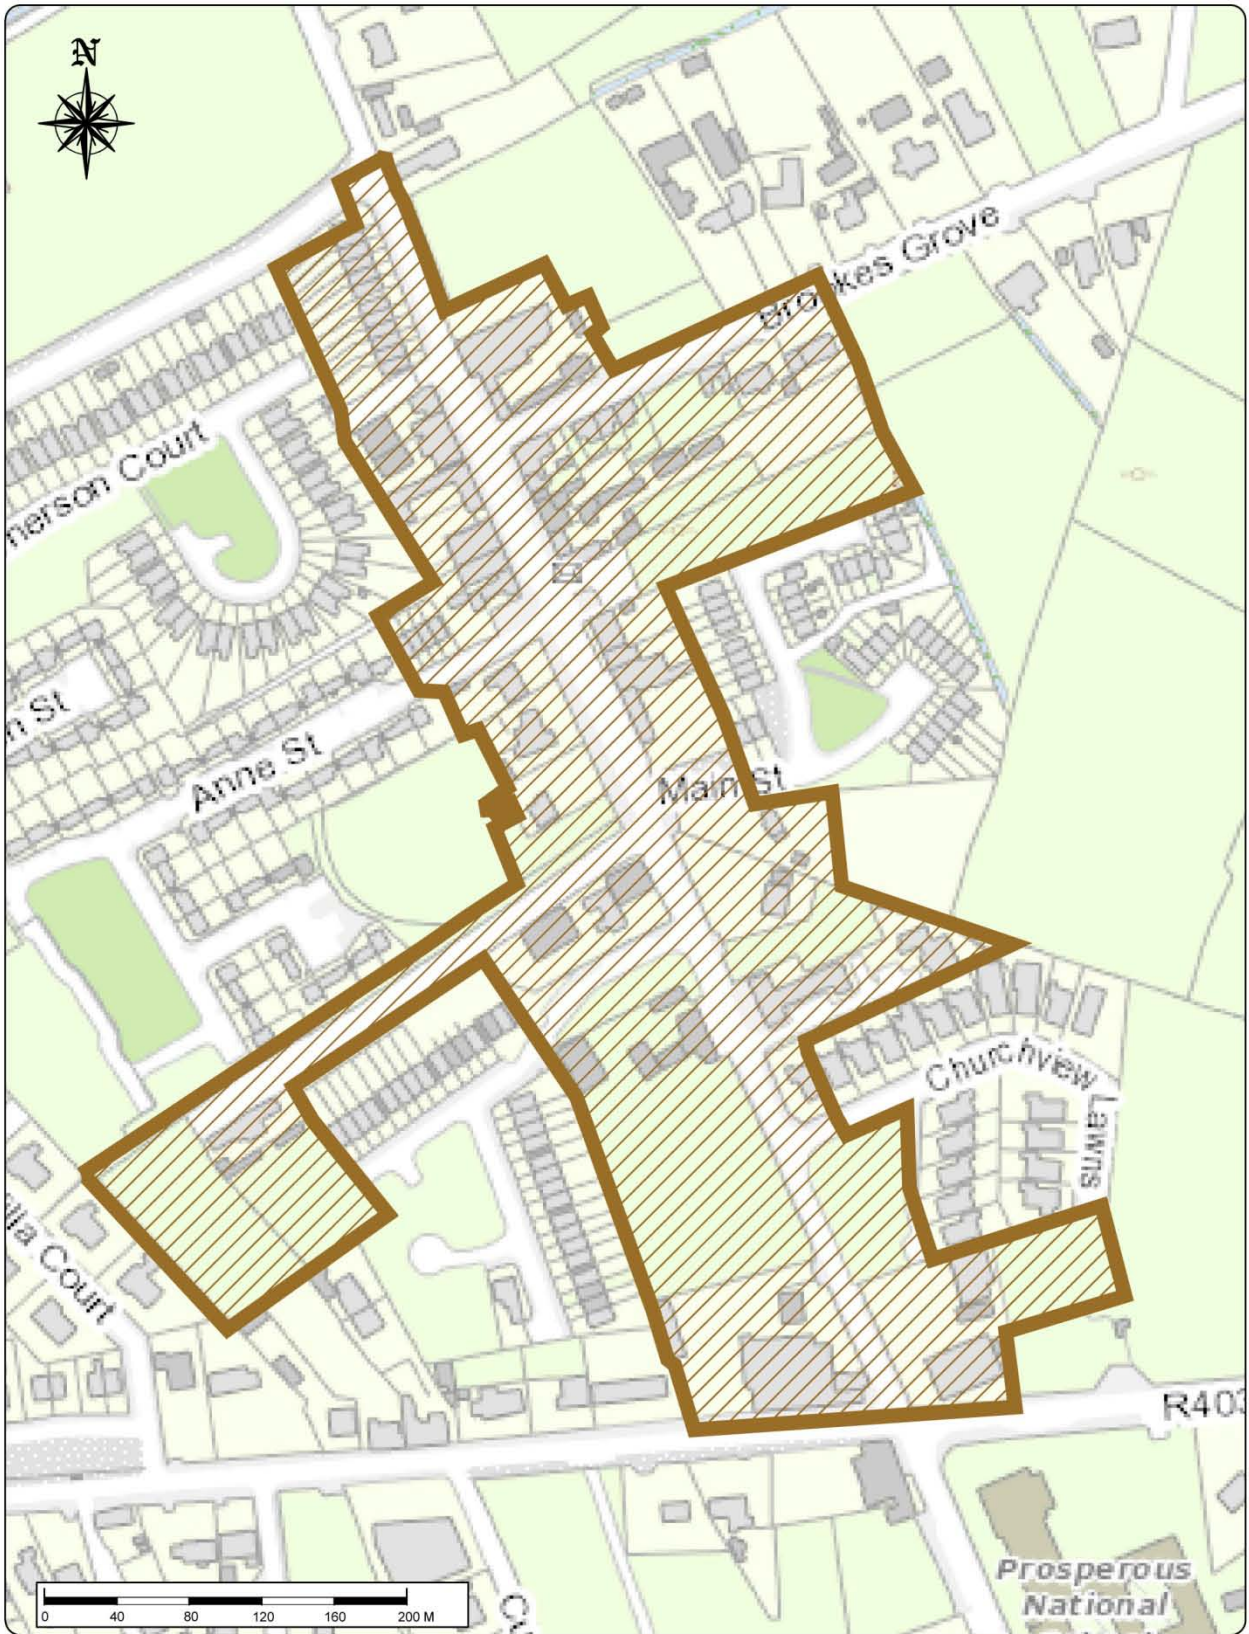 N
Brookes Grove
merson Court
n St
Anne St
Main St
Churchview Lawns
lla Court
R403
Prosperous
National
Cu
0 40 80 120 160 200 M